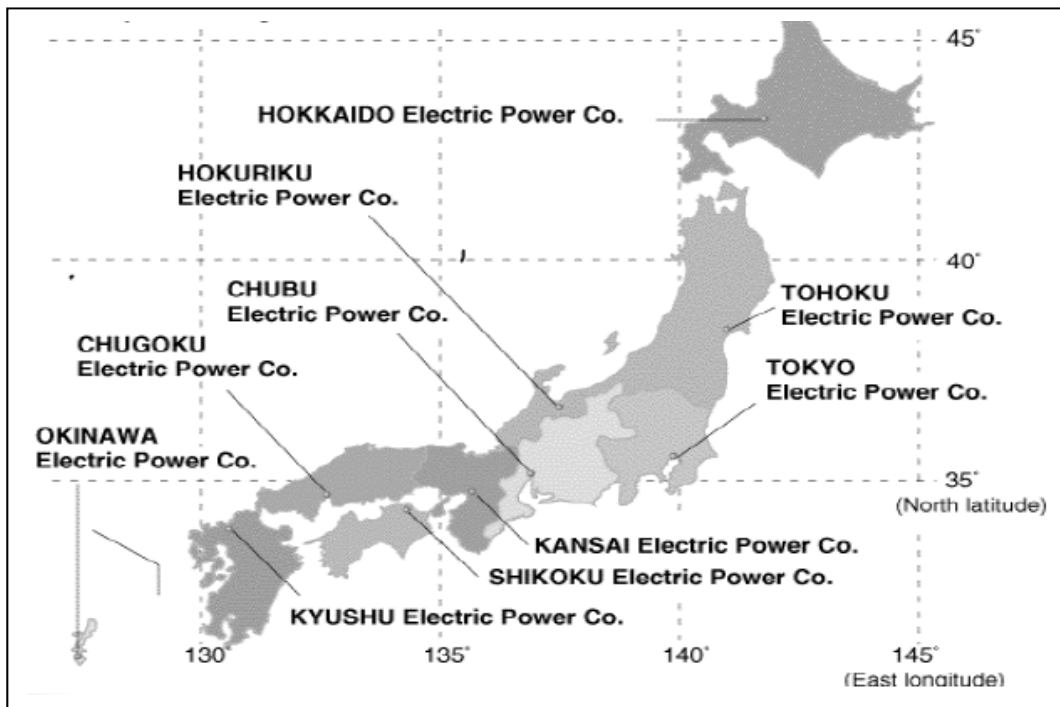 45°
HOKKAIDO Electric Power Co.
HOKURIKU
Electric Power Co.
40°
CHUBU
Electric Power Co.
TOHOKU
Electric Power Co.
CHUGOKU
Electric Power Co.
TOKYO
Electric Power Co.
OKINAWA
Electric Power Co.
35°
(North latitude)
KANSAI Electric Power Co.
SHIKOKU Electric Power Co.
KYUSHU Electric Power Co.
130°
135°
140°
145°
(East longitude)